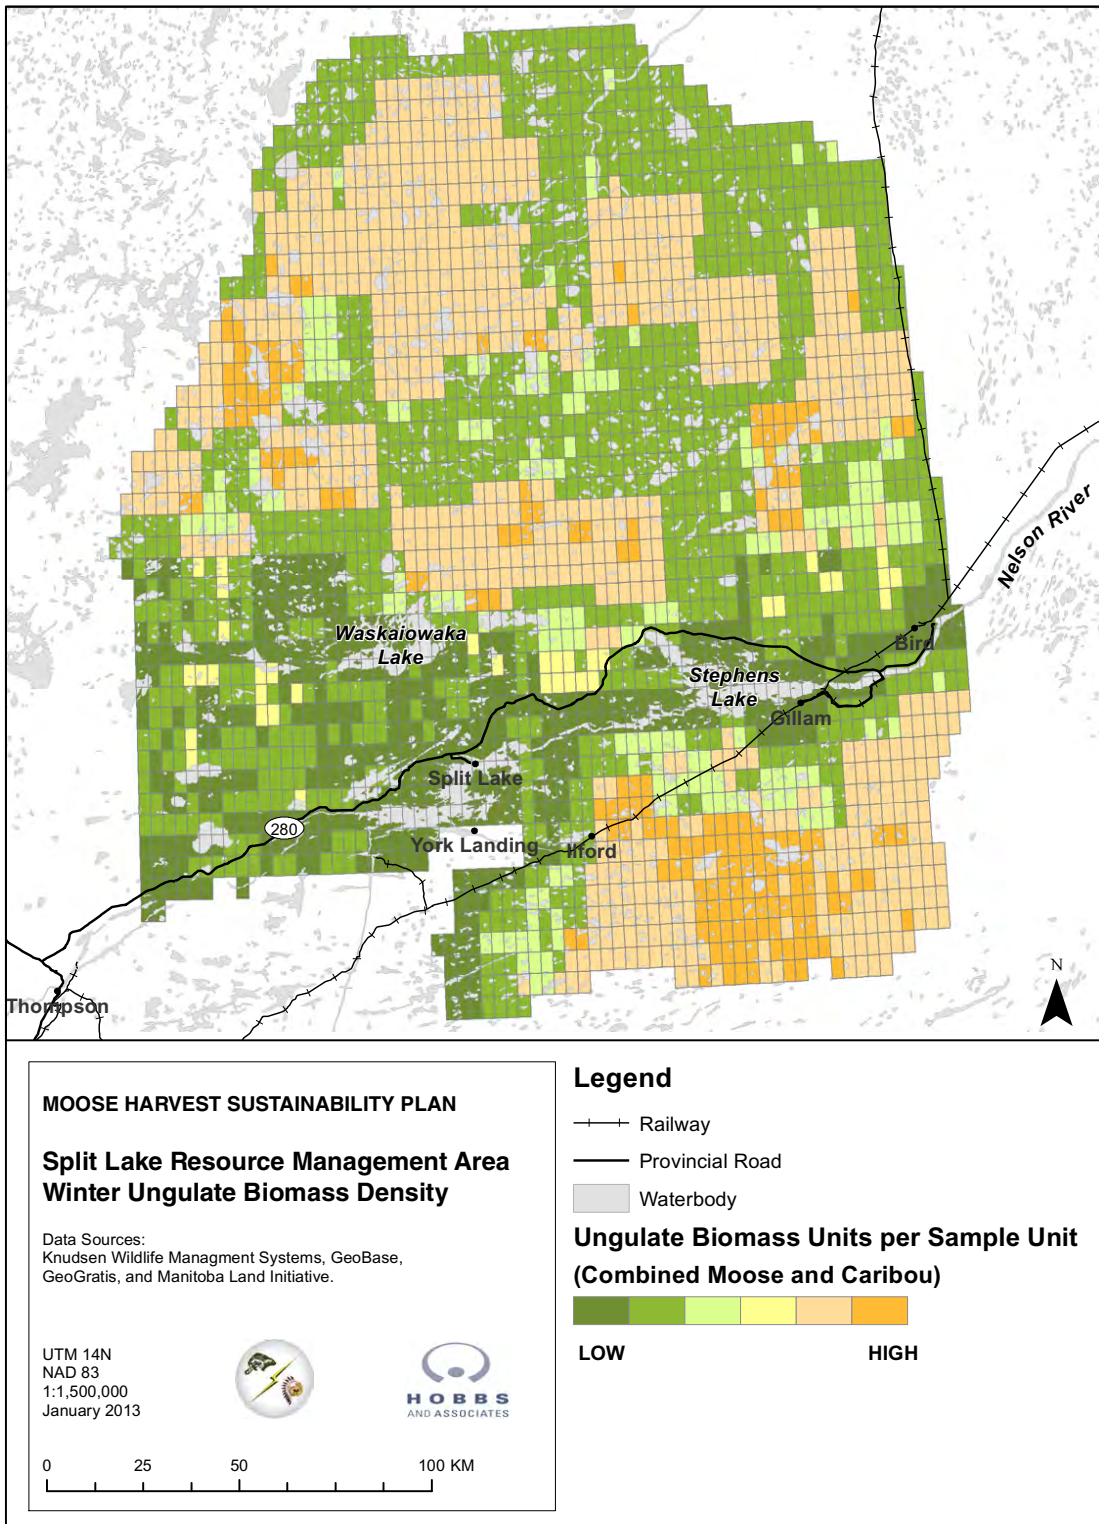 Waskaiowaka
Lake
Stephens
Lake
Nelson River
Bird
Gillam
Split Lake
York Landing
Ilford
280
Thompson
N
MOOSE HARVEST SUSTAINABILITY PLAN
Split Lake Resource Management Area
Winter Ungulate Biomass Density
Data Sources:
Knudsen Wildlife Managment Systems, GeoBase,
GeoGratis, and Manitoba Land Initiative.
UTM 14N
NAD 83
1:1,500,000
January 2013
HOBBS
AND ASSOCIATES
0 25 50 100 KM
Legend
Railway
Provincial Road
Waterbody
Ungulate Biomass Units per Sample Unit
(Combined Moose and Caribou)
LOW HIGH